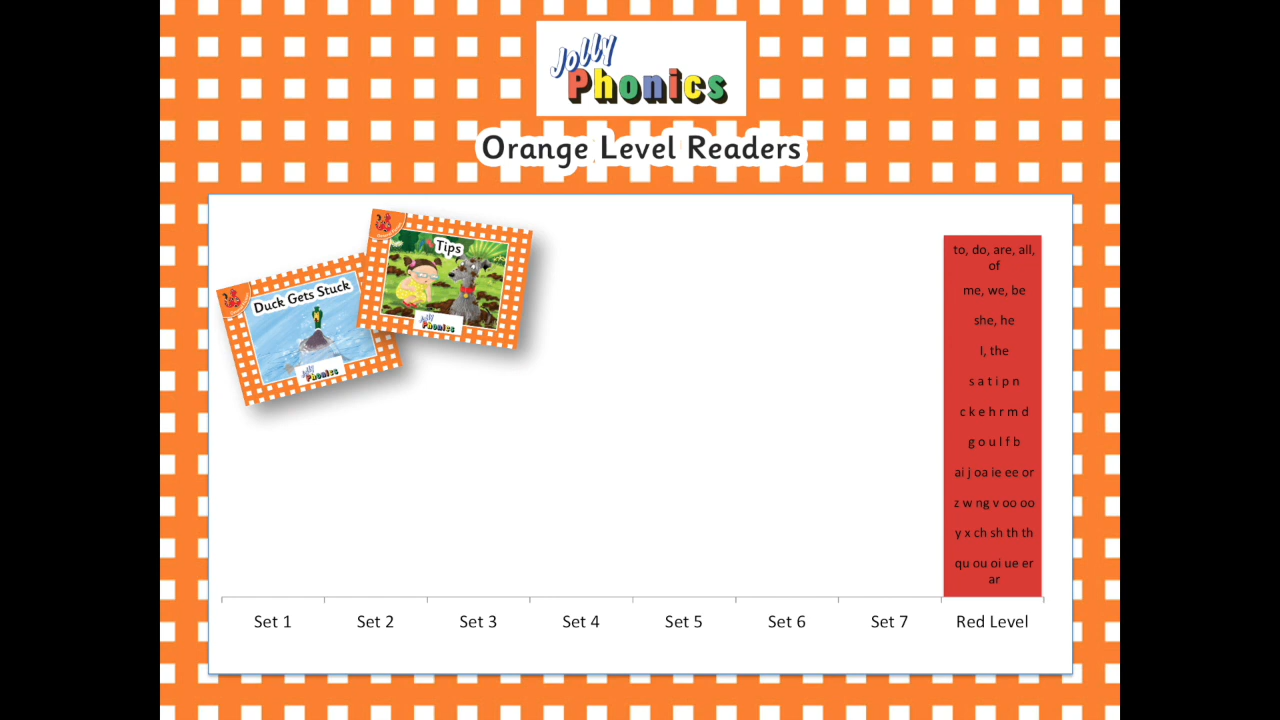 Jolly
Phonics
Orange Level Readers
Tips
Jolly
Phonics
Duck Gets Stuck
Jolly
Phonics
to, do, are, all,
of
me, we, be
she, he
I, the
s a t i p n
c k e h r m d
g o u l f b
ai j oa ie ee or
z w ng v oo oo
y x ch sh th th
qu ou oi ue er
ar
Set 1
Set 2
Set 3
Set 4
Set 5
Set 6
Set 7
Red Level